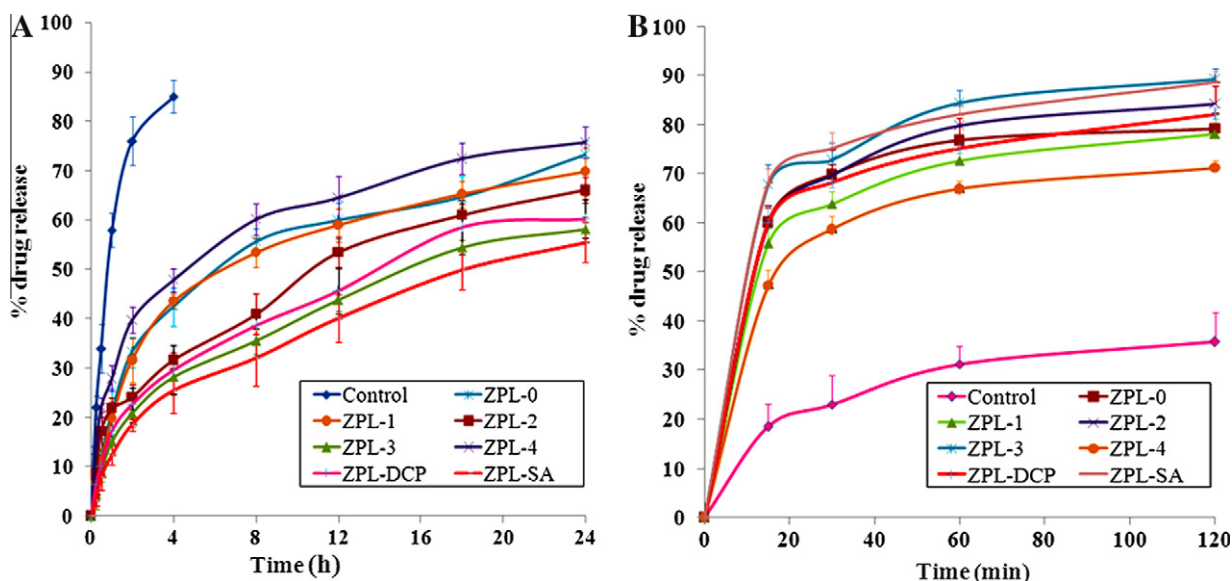 A
% drug release
100
90
80
70
60
50
40
30
20
10
0
0 4 8 12 16 20 24
Time (h)
Control ZPL-0
ZPL-1 ZPL-2
ZPL-3 ZPL-4
ZPL-DCP ZPL-SA
B
% drug release
100
90
80
70
60
50
40
30
20
10
0
0 20 40 60 80 100 120
Time (min)
Control ZPL-0
ZPL-1 ZPL-2
ZPL-3 ZPL-4
ZPL-DCP ZPL-SA